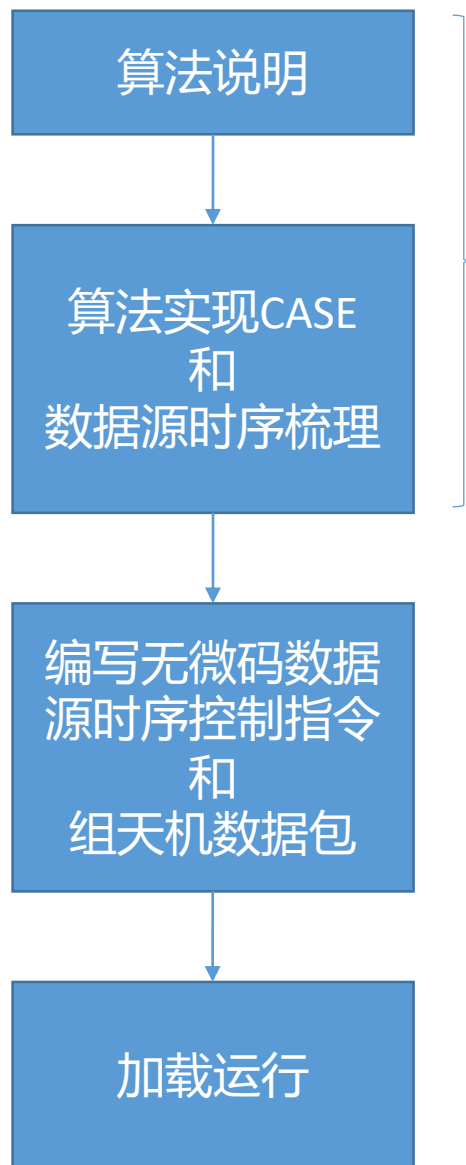 算法说明
算法实现CASE
和
数据源时序梳理
编写无微码数据
源时序控制指令
和
组天机数据包
加载运行